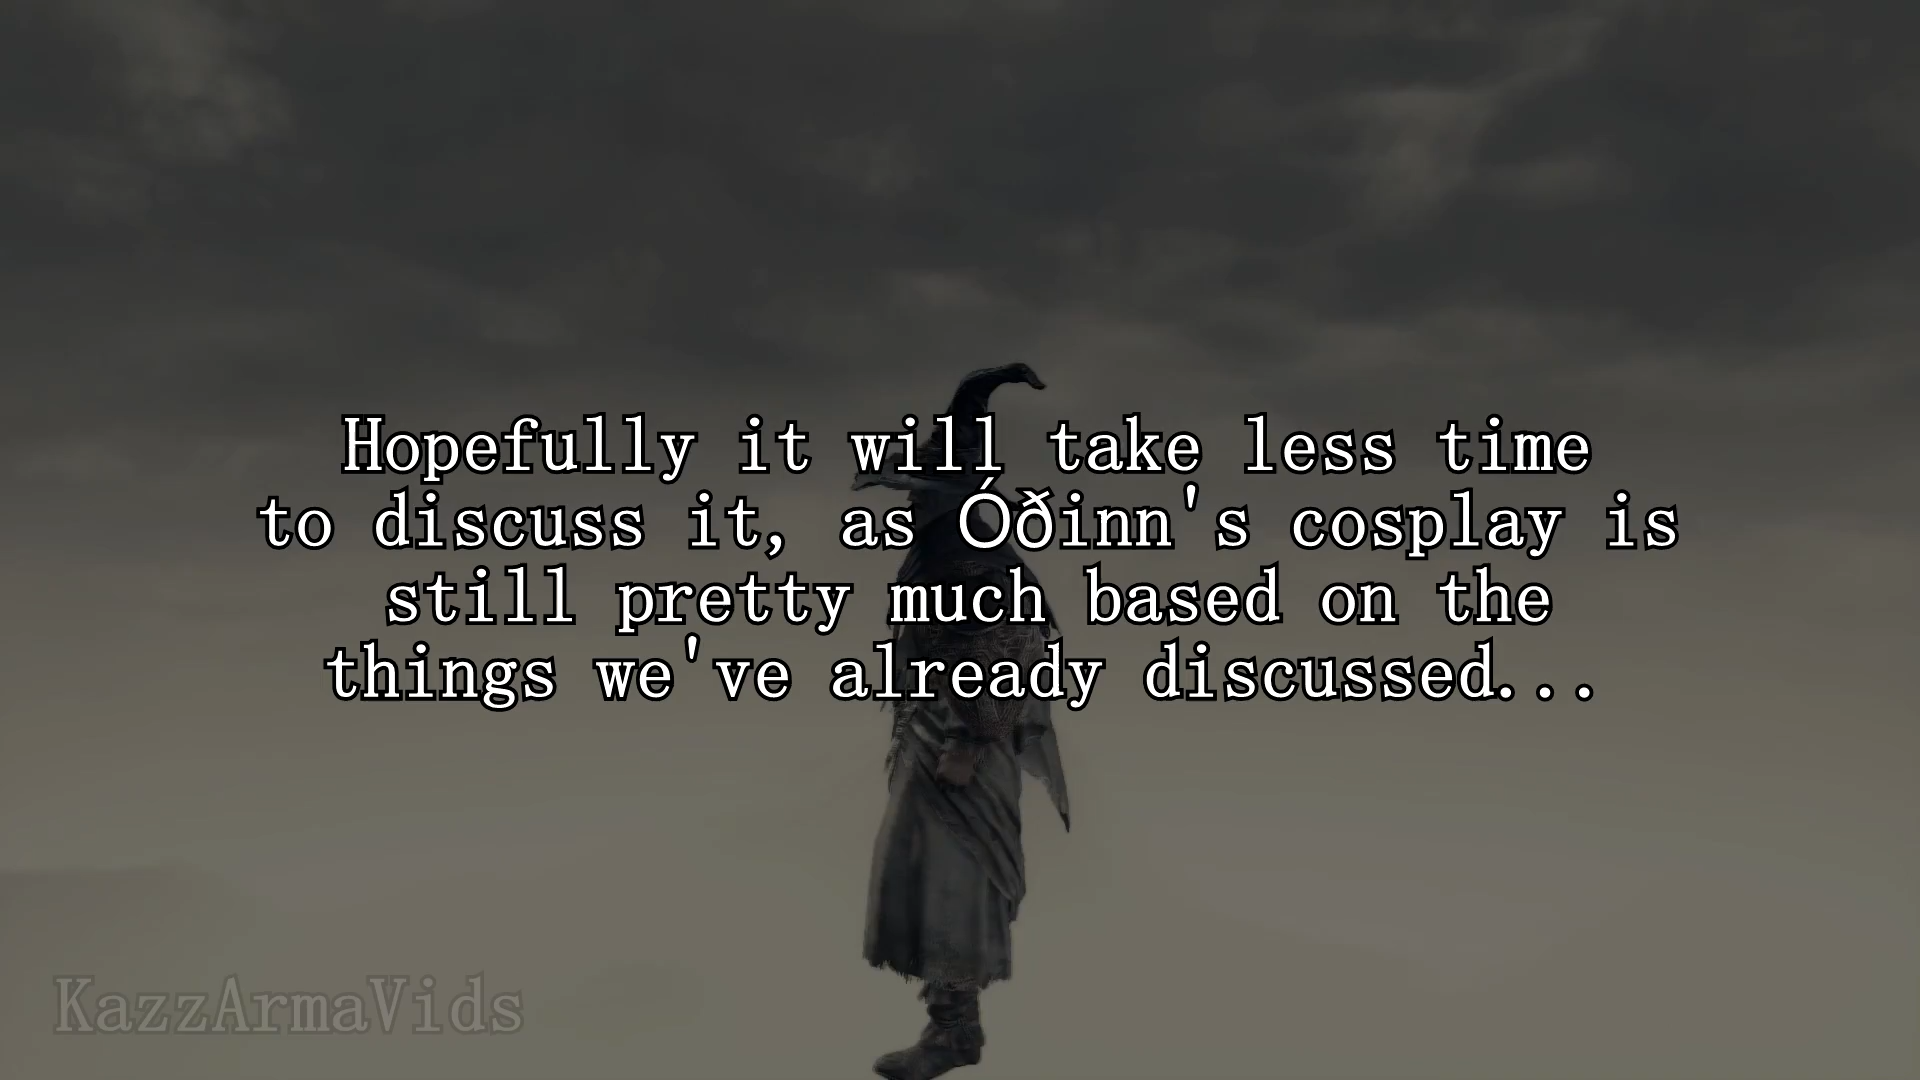 Hopefully it will take less time
to discuss it, as Óðinn's cosplay is
still pretty much based on the
things we've already discussed...
KazzArmaVids